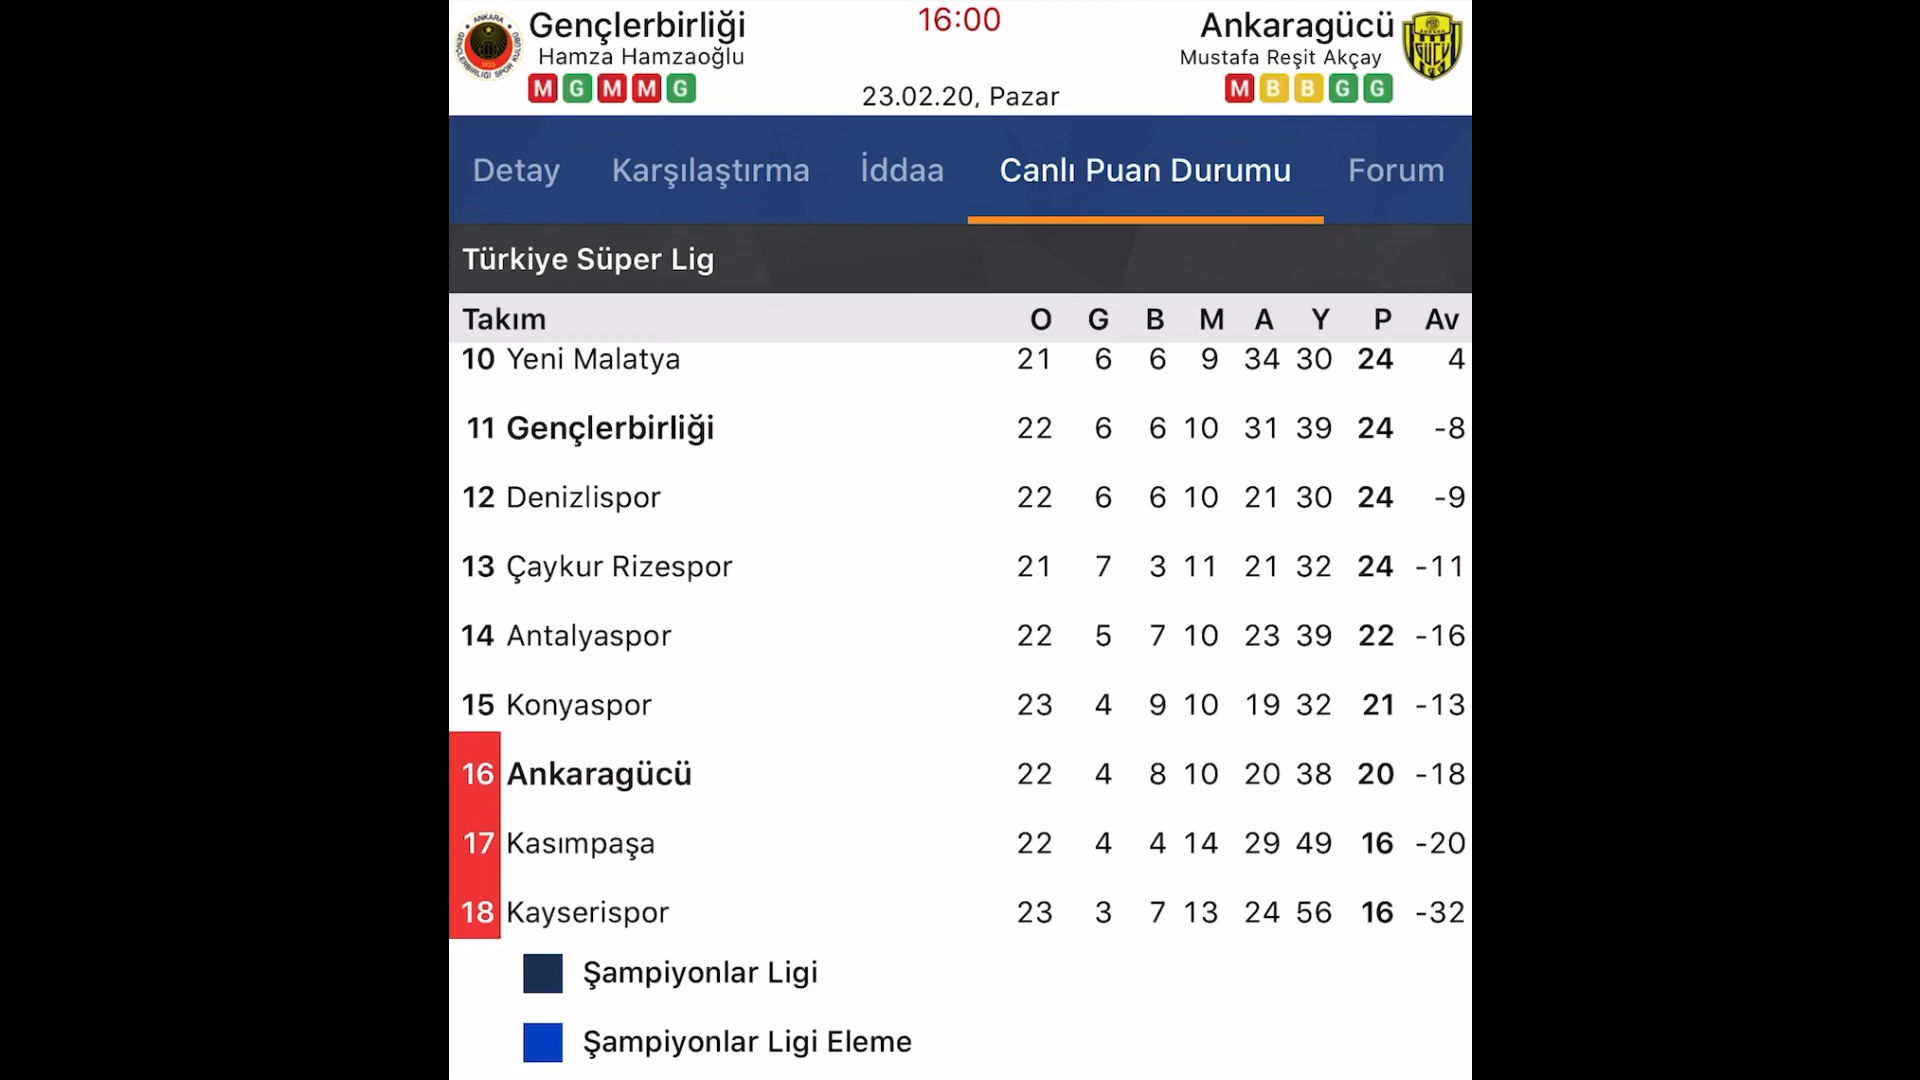 Gençlerbirliği 16:00 Ankaragücü
Hamza Hamzaoğlu Mustafa Reşit Akçay
M G M M G 23.02.20, Pazar M B B G G
Detay Karşılaştırma İddaa Canlı Puan Durumu Forum
Türkiye Süper Lig
Takım O G B M A Y P Av
10 Yeni Malatya 21 6 6 9 34 30 24 4
11 Gençlerbirliği 22 6 6 10 31 39 24 -8
12 Denizlispor 22 6 6 10 21 30 24 -9
13 Çaykur Rizespor 21 7 3 11 21 32 24 -11
14 Antalyaspor 22 5 7 10 23 39 22 -16
15 Konyaspor 23 4 9 10 19 32 21 -13
16 Ankaragücü 22 4 8 10 20 38 20 -18
17 Kasımpaşa 22 4 4 14 29 49 16 -20
18 Kayserispor 23 3 7 13 24 56 16 -32
Şampiyonlar Ligi
Şampiyonlar Ligi Eleme